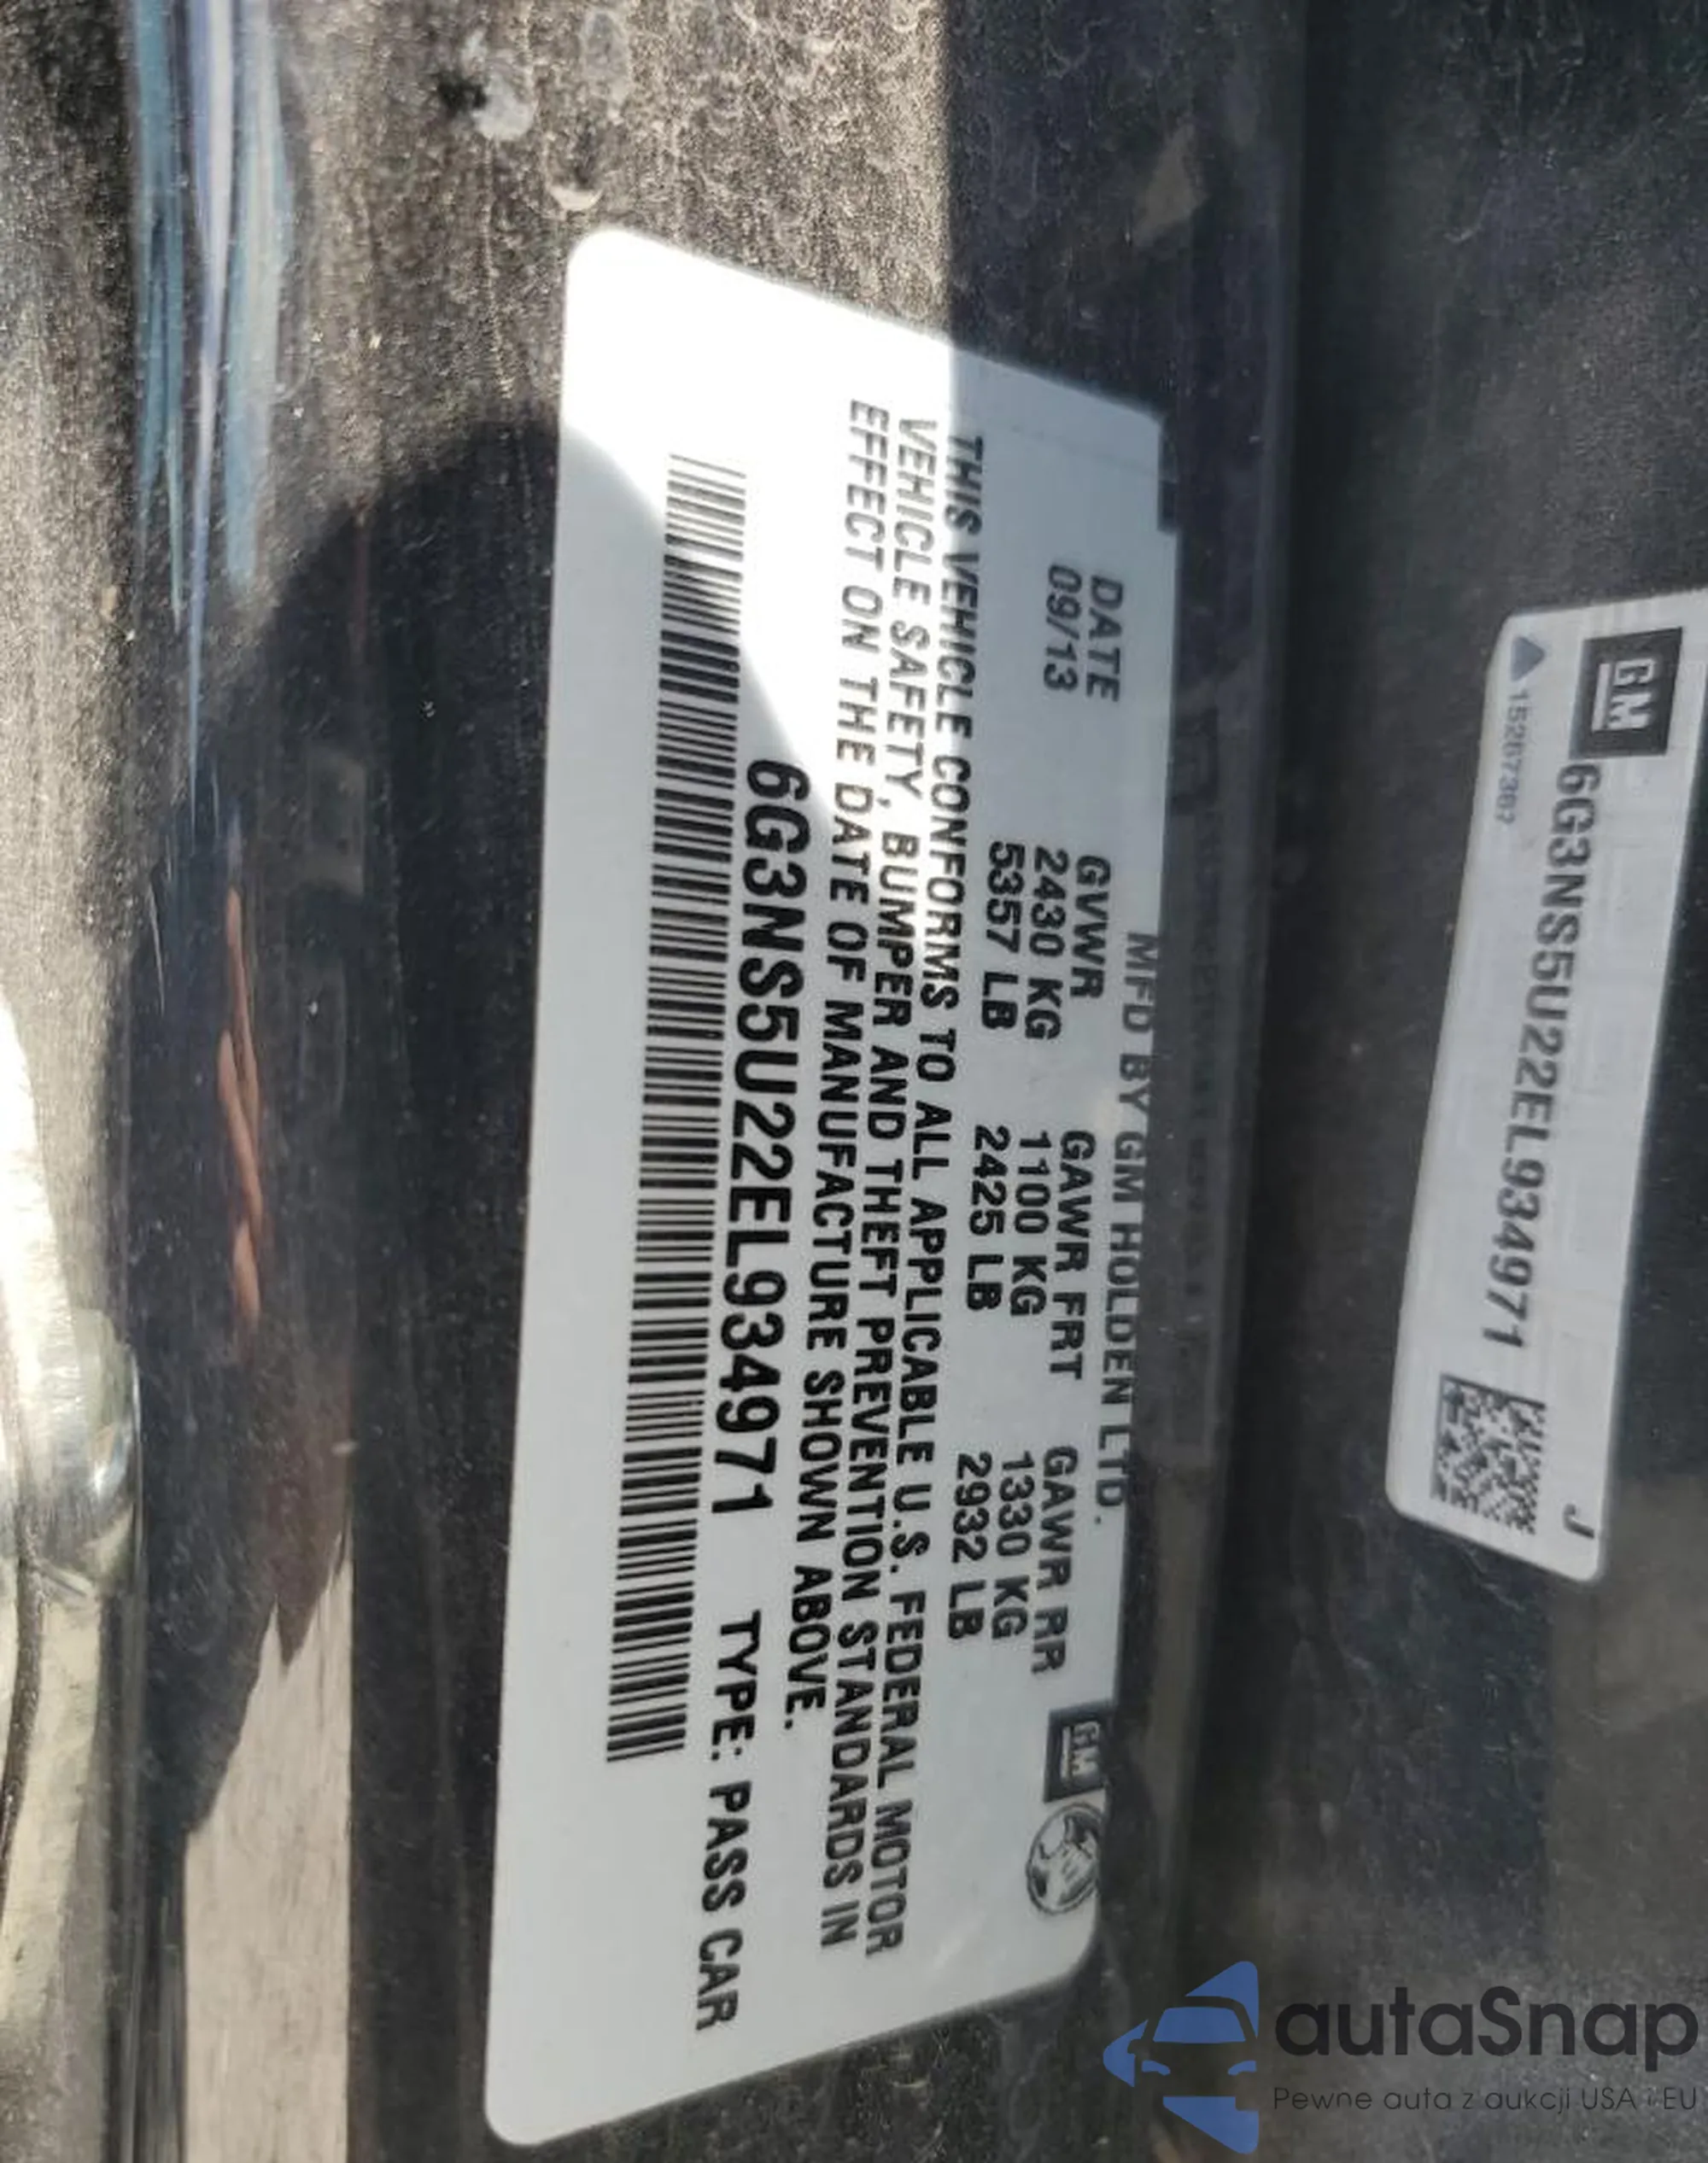 MFD BY GM HOLDEN LTD.
DATE GVWR GAWR FRT GAWR RR GM
09/13 2430 KG 1100 KG 1330 KG
5357 LB 2425 LB 2932 LB
THIS VEHICLE CONFORMS TO ALL APPLICABLE U.S. FEDERAL MOTOR
VEHICLE SAFETY, BUMPER AND THEFT PREVENTION STANDARDS IN
EFFECT ON THE DATE OF MANUFACTURE SHOWN ABOVE.
6G3NS5U22EL934971 TYPE: PASS CAR
GM 6G3NS5U22EL934971 J
15267387
autaSnap
Pewne auta z aukcji USA i EU